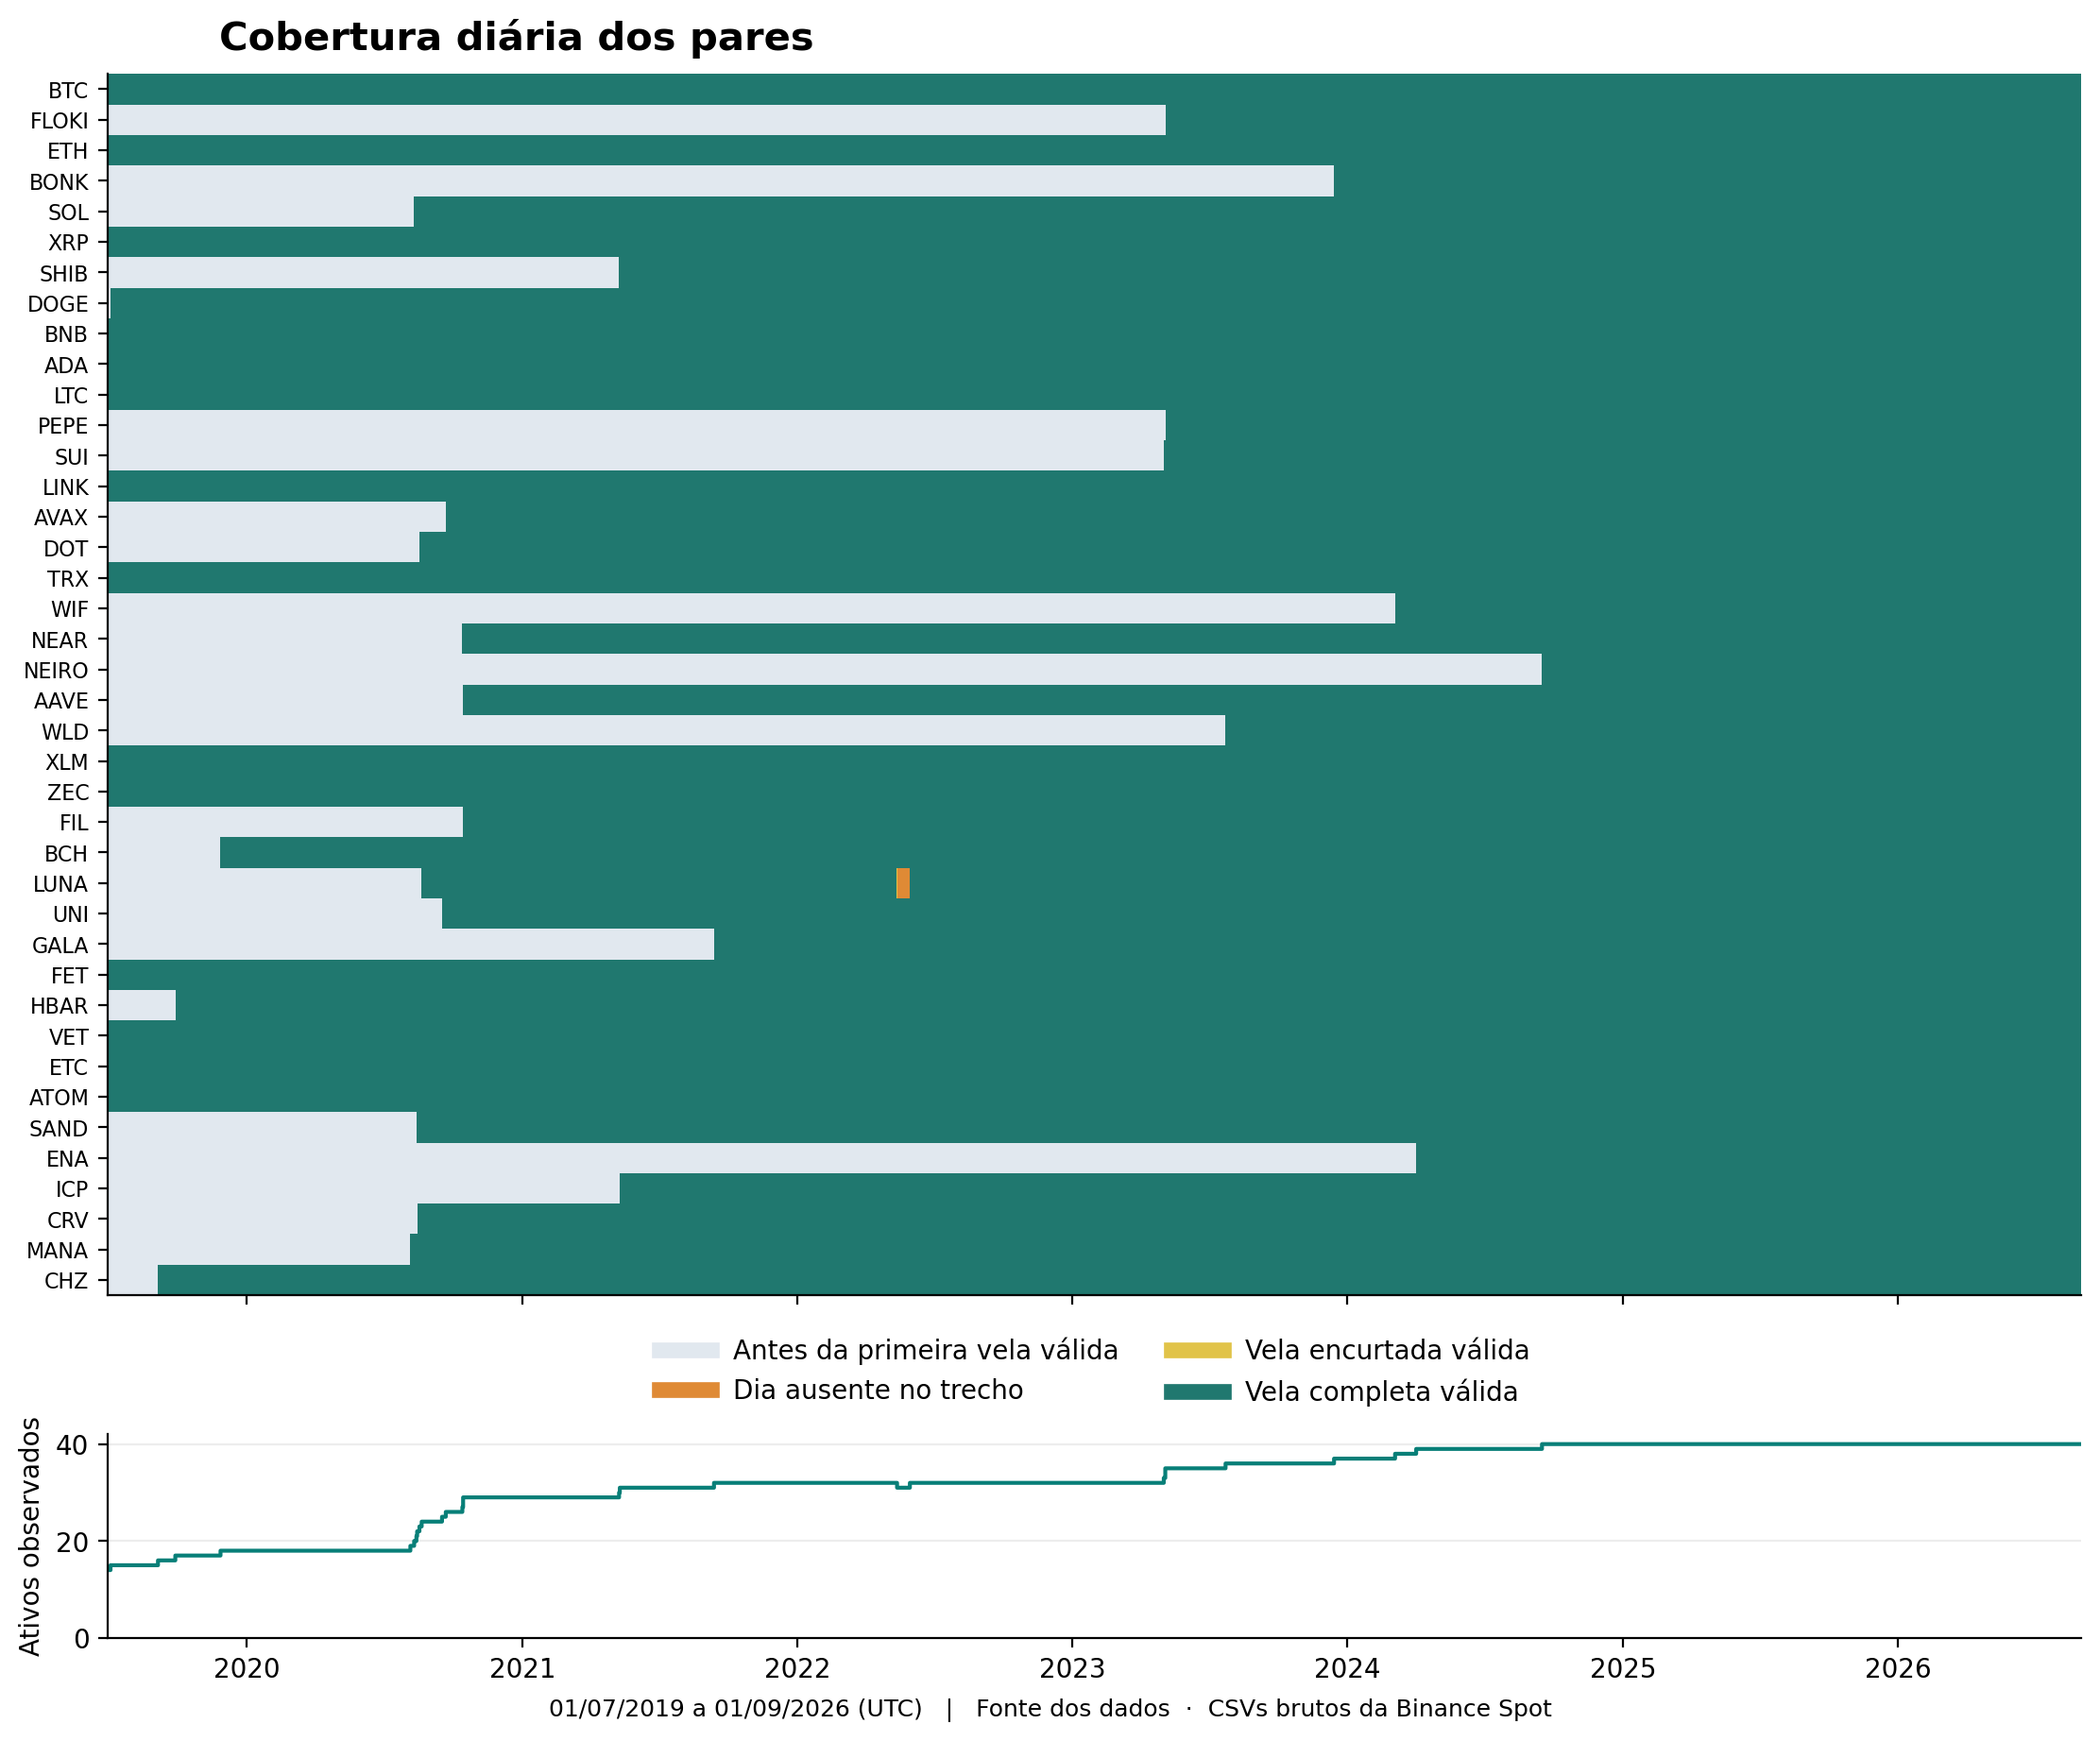 Cobertura diária dos pares
BTC
FLOKI
ETH
BONK
SOL
XRP
SHIB
DOGE
BNB
ADA
LTC
PEPE
SUI
LINK
AVAX
DOT
TRX
WIF
NEAR
NEIRO
AAVE
WLD
XLM
ZEC
FIL
BCH
LUNA
UNI
GALA
FET
HBAR
VET
ETC
ATOM
SAND
ENA
ICP
CRV
MANA
CHZ
Antes da primeira vela válida
Dia ausente no trecho
Vela encurtada válida
Vela completa válida
Ativos observados
40
20
0
2020 2021 2022 2023 2024 2025 2026
01/07/2019 a 01/09/2026 (UTC) | Fonte dos dados · CSVs brutos da Binance Spot